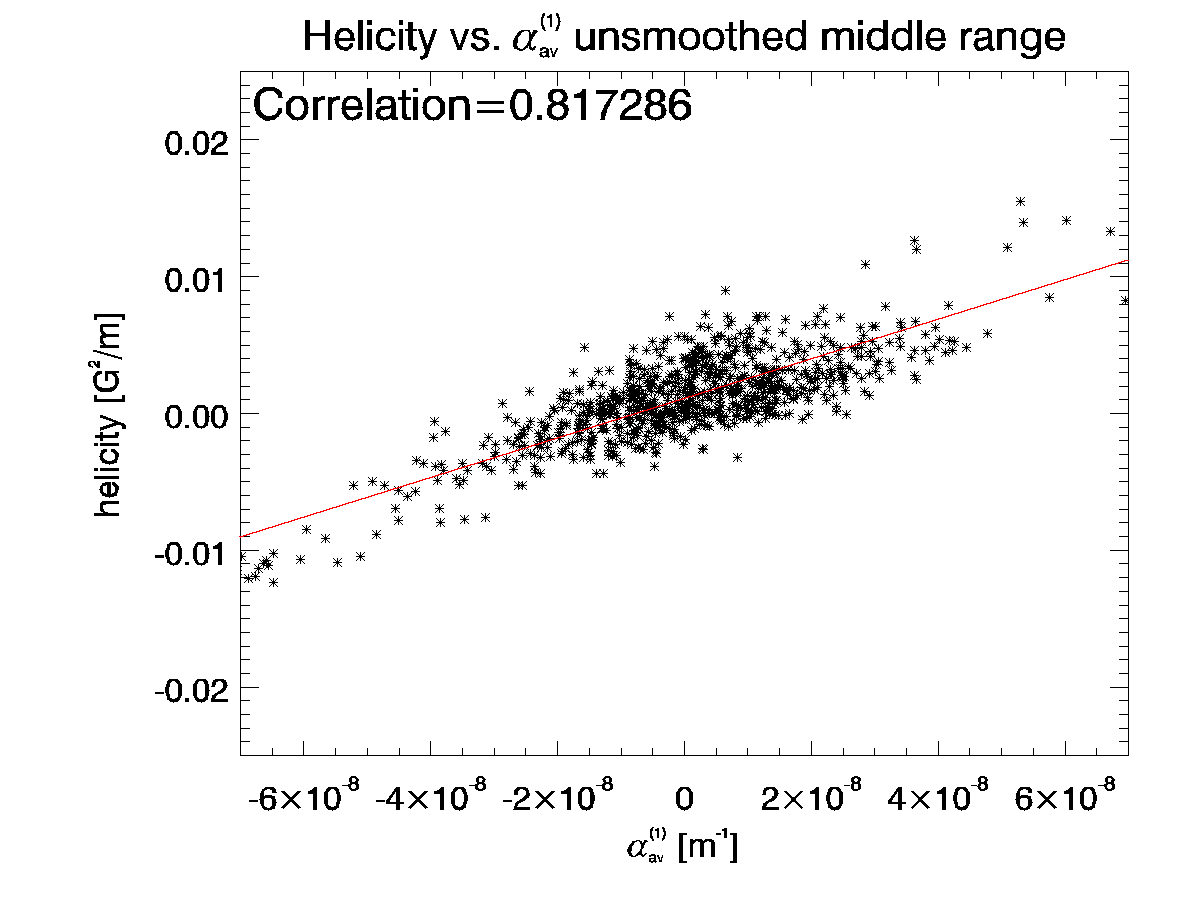 Helicity vs. α_av^(1) unsmoothed middle range
Correlation=0.817286
0.02
0.01
0.00
-0.01
-0.02
helicity [G²/m]
-6×10⁻⁸ -4×10⁻⁸ -2×10⁻⁸ 0 2×10⁻⁸ 4×10⁻⁸ 6×10⁻⁸
α_av^(1) [m⁻¹]